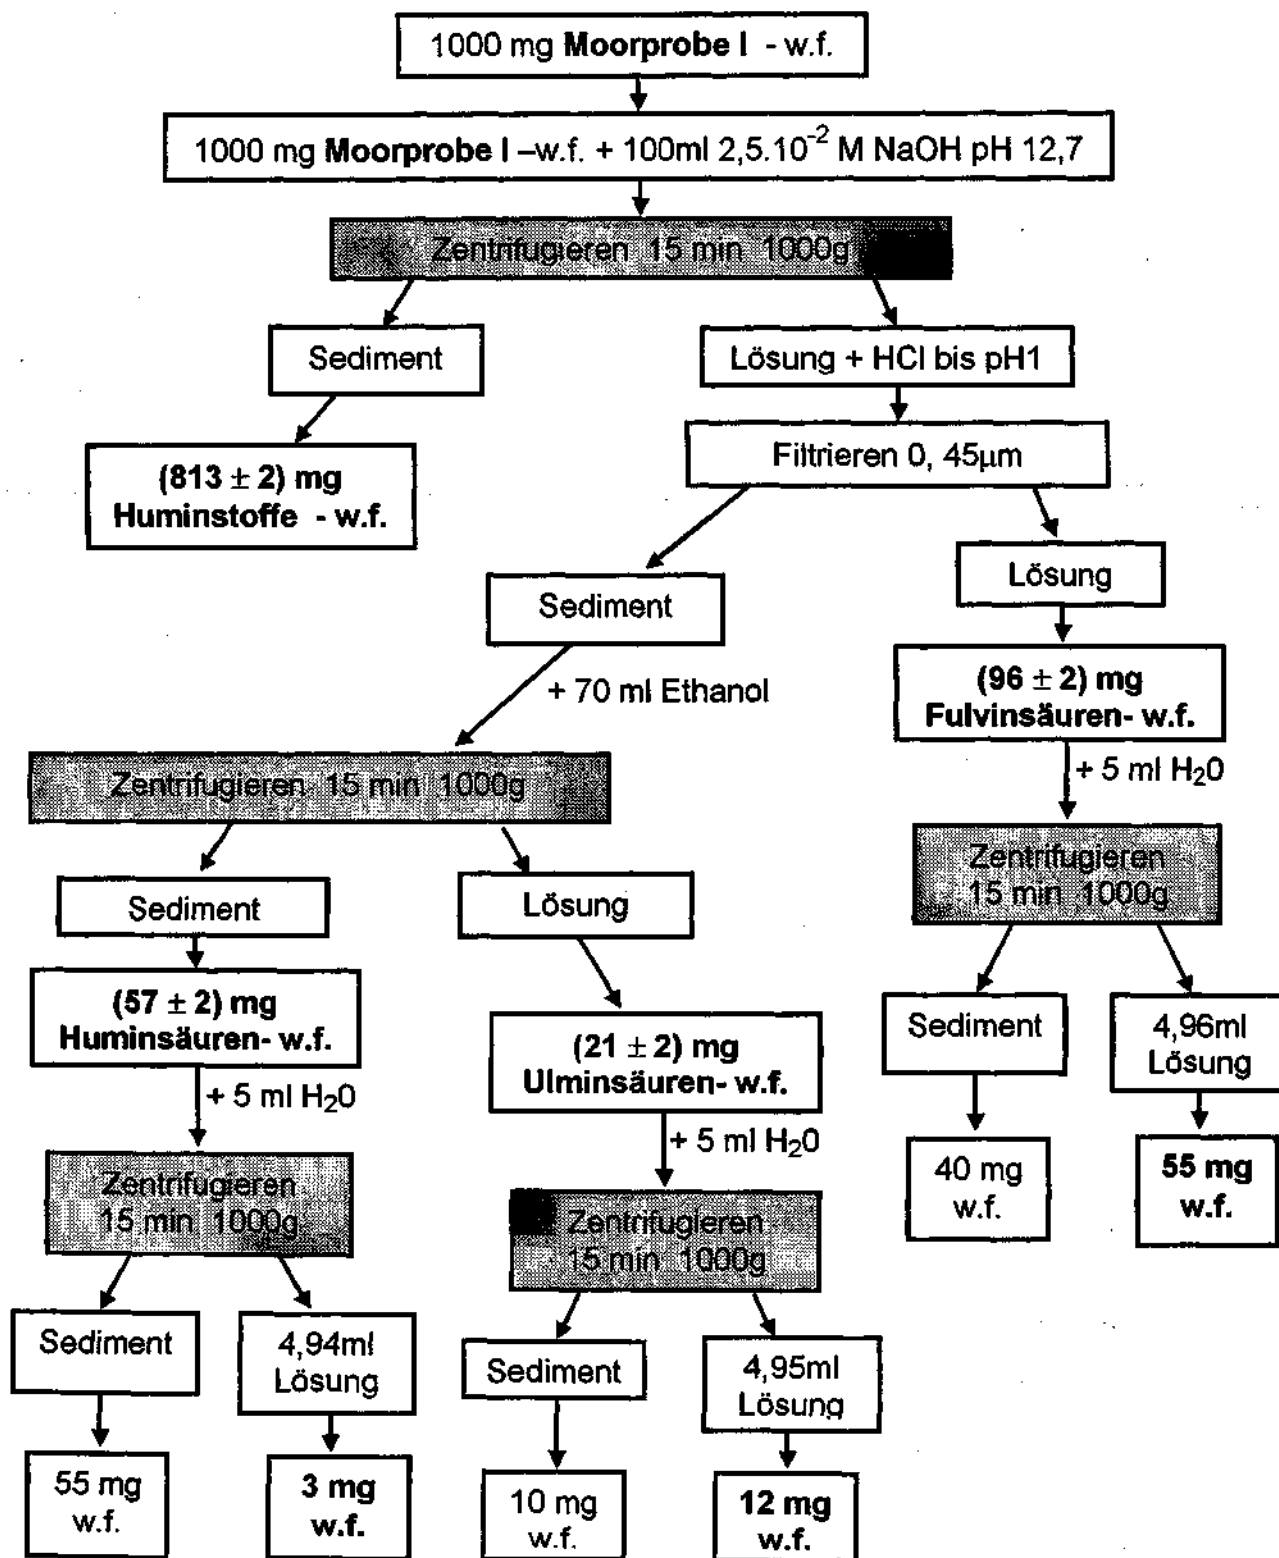 1000 mg Moorprobe I - w.f.
1000 mg Moorprobe I –w.f. + 100ml 2,5.10⁻² M NaOH pH 12,7
Zentrifugieren 15 min 1000g
Sediment
Lösung + HCl bis pH1
(813 ± 2) mg
Huminstoffe - w.f.
Filtrieren 0, 45µm
Sediment
Lösung
+ 70 ml Ethanol
(96 ± 2) mg
Fulvinsäuren- w.f.
+ 5 ml H₂0
Zentrifugieren 15 min 1000g
Zentrifugieren
15 min 1000g
Sediment
Lösung
(57 ± 2) mg
Huminsäuren- w.f.
+ 5 ml H₂0
(21 ± 2) mg
Ulminsäuren- w.f.
+ 5 ml H₂0
Sediment
4,96ml
Lösung
40 mg
w.f.
55 mg
w.f.
Zentrifugieren
15 min 1000g
Zentrifugieren
15 min 1000g
Sediment
4,94ml
Lösung
Sediment
4,95ml
Lösung
55 mg
w.f.
3 mg
w.f.
10 mg
w.f.
12 mg
w.f.